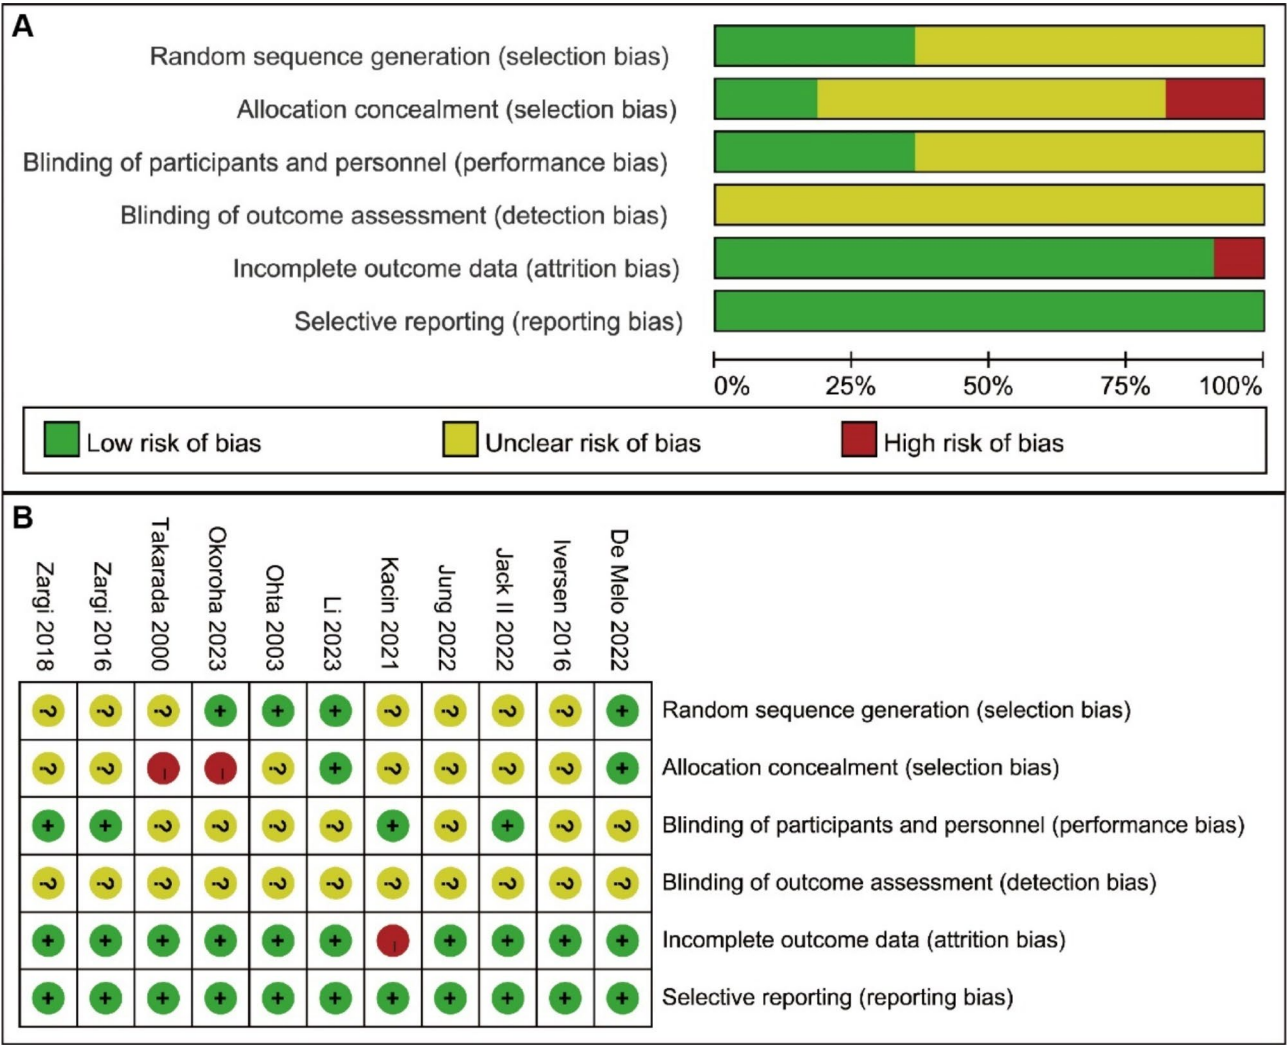 A
Random sequence generation (selection bias)
Allocation concealment (selection bias)
Blinding of participants and personnel (performance bias)
Blinding of outcome assessment (detection bias)
Incomplete outcome data (attrition bias)
Selective reporting (reporting bias)
0% 25% 50% 75% 100%
Low risk of bias Unclear risk of bias High risk of bias
B
Zargi 2018
Zargi 2016
Takarada 2000
Okoroha 2023
Ohta 2003
Li 2023
Kacin 2021
Jung 2022
Jack II 2022
Iversen 2016
De Melo 2022
? ? ? + + + ? ? ? ? + Random sequence generation (selection bias)
? ? – – ? + ? ? ? ? + Allocation concealment (selection bias)
+ + ? ? ? ? + ? + ? ? Blinding of participants and personnel (performance bias)
? ? ? ? ? ? ? ? ? ? ? Blinding of outcome assessment (detection bias)
+ + + + + + – + + + + Incomplete outcome data (attrition bias)
+ + + + + + + + + + + Selective reporting (reporting bias)